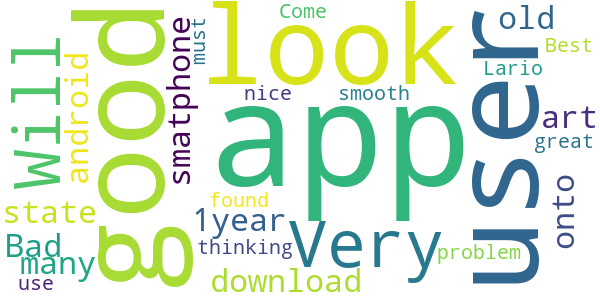 Will
good
android
smatphone
must
Come
look
user
old
Best
Lario
nice
smooth
app
art
great
state
found
1year
onto
Bad
many
thinking
Very
problem
use
download